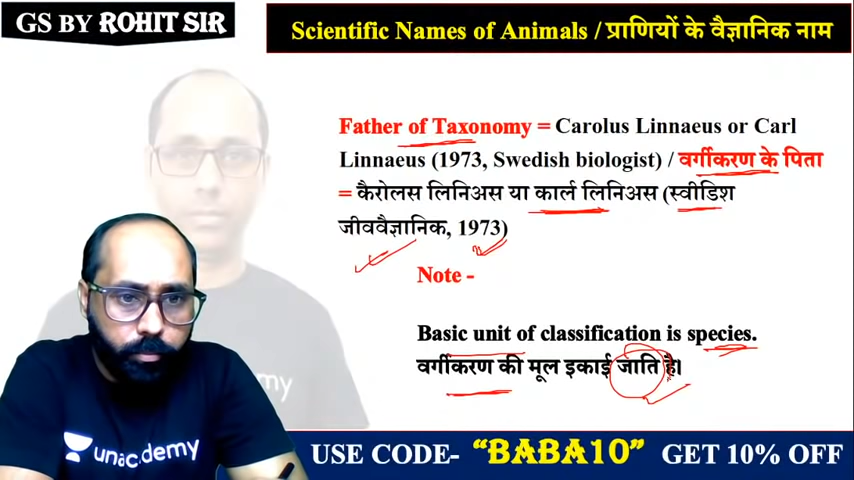 GS BY ROHIT SIR
Scientific Names of Animals / प्राणियों के वैज्ञानिक नाम
Father of Taxonomy = Carolus Linnaeus or Carl
Linnaeus (1973, Swedish biologist) / वर्गीकरण के पिता
= कैरोलस लिनिअस या कार्ल लिनिअस (स्वीडिश
जीववैज्ञानिक, 1973)
Note -
Basic unit of classification is species.
वर्गीकरण की मूल इकाई जाति है।
unacademy
USE CODE- “BABA10” GET 10% OFF